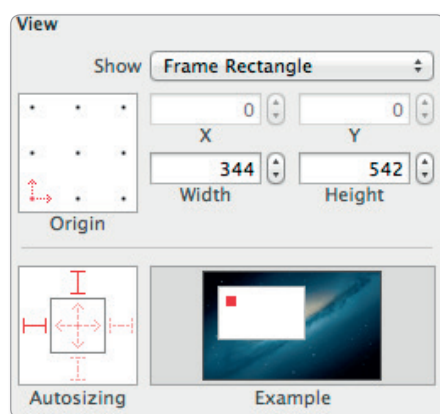 View
Show Frame Rectangle
0 0
X Y
344 542
Width Height
Origin
Autosizing Example